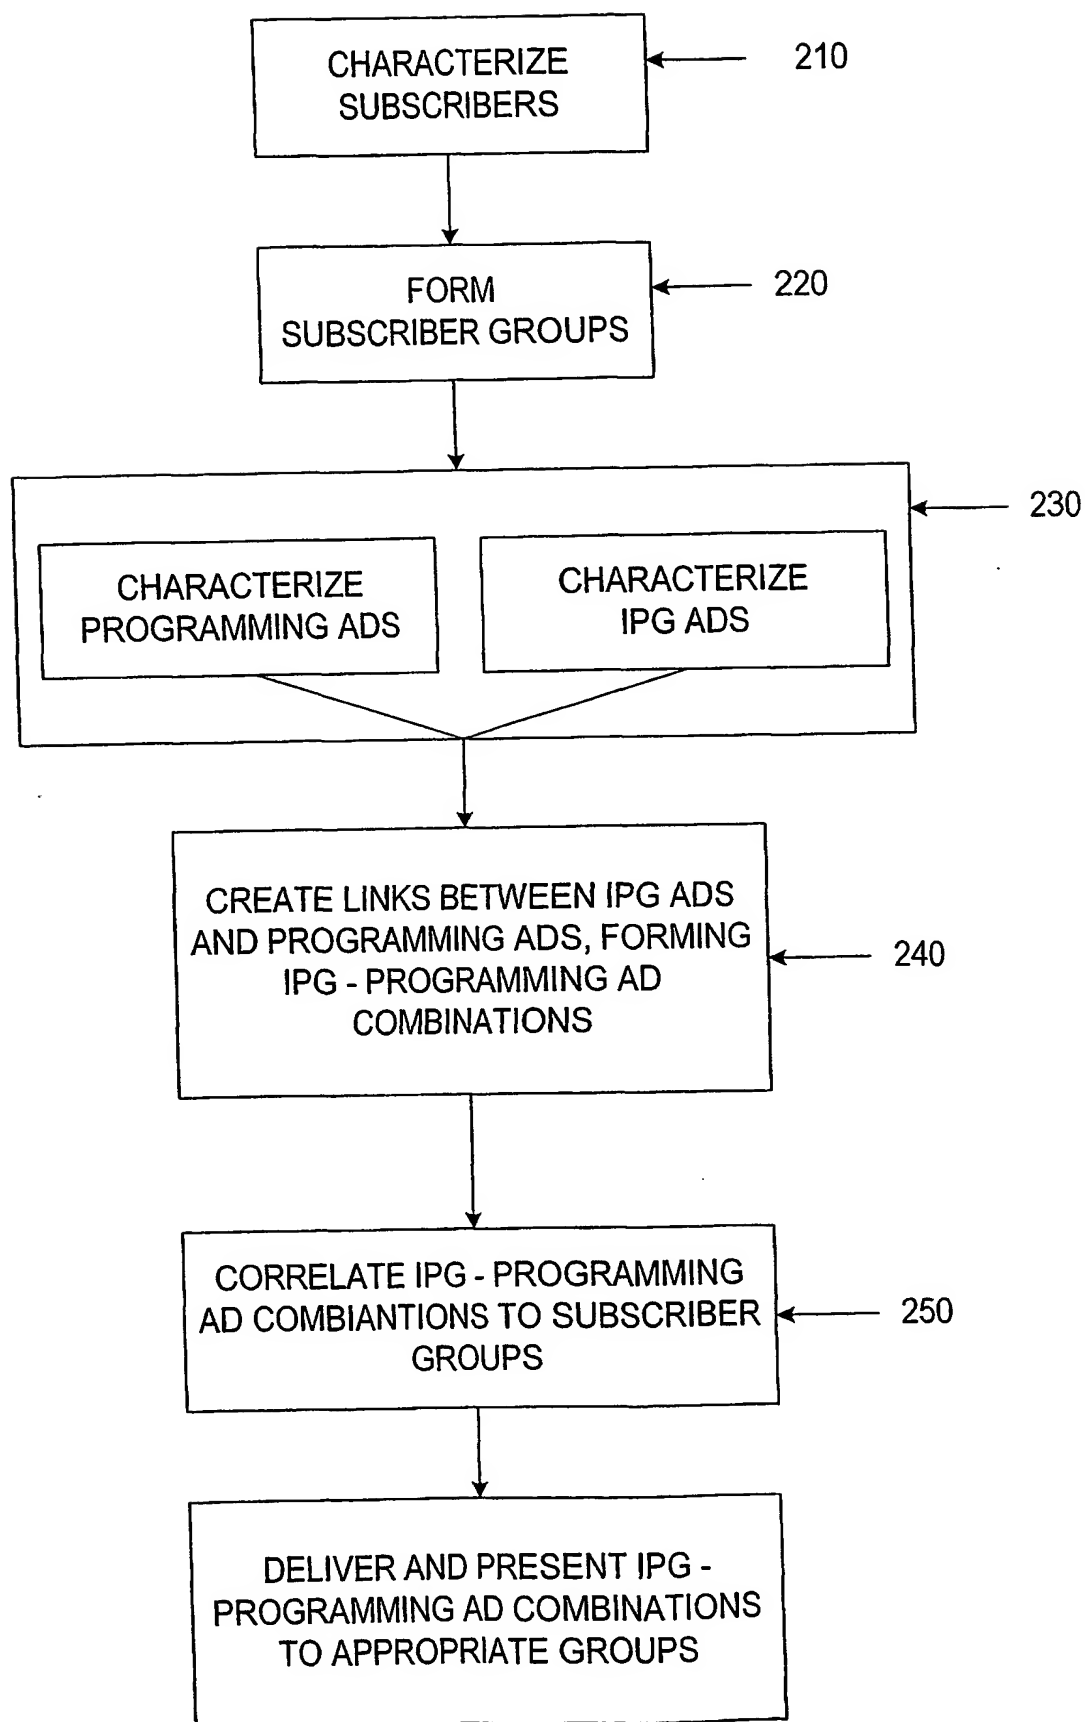 CHARACTERIZE
SUBSCRIBERS
210
FORM
SUBSCRIBER GROUPS
220
230
CHARACTERIZE
PROGRAMMING ADS
CHARACTERIZE
IPG ADS
CREATE LINKS BETWEEN IPG ADS
AND PROGRAMMING ADS, FORMING
IPG - PROGRAMMING AD
COMBINATIONS
240
CORRELATE IPG - PROGRAMMING
AD COMBIANTIONS TO SUBSCRIBER
GROUPS
250
DELIVER AND PRESENT IPG -
PROGRAMMING AD COMBINATIONS
TO APPROPRIATE GROUPS